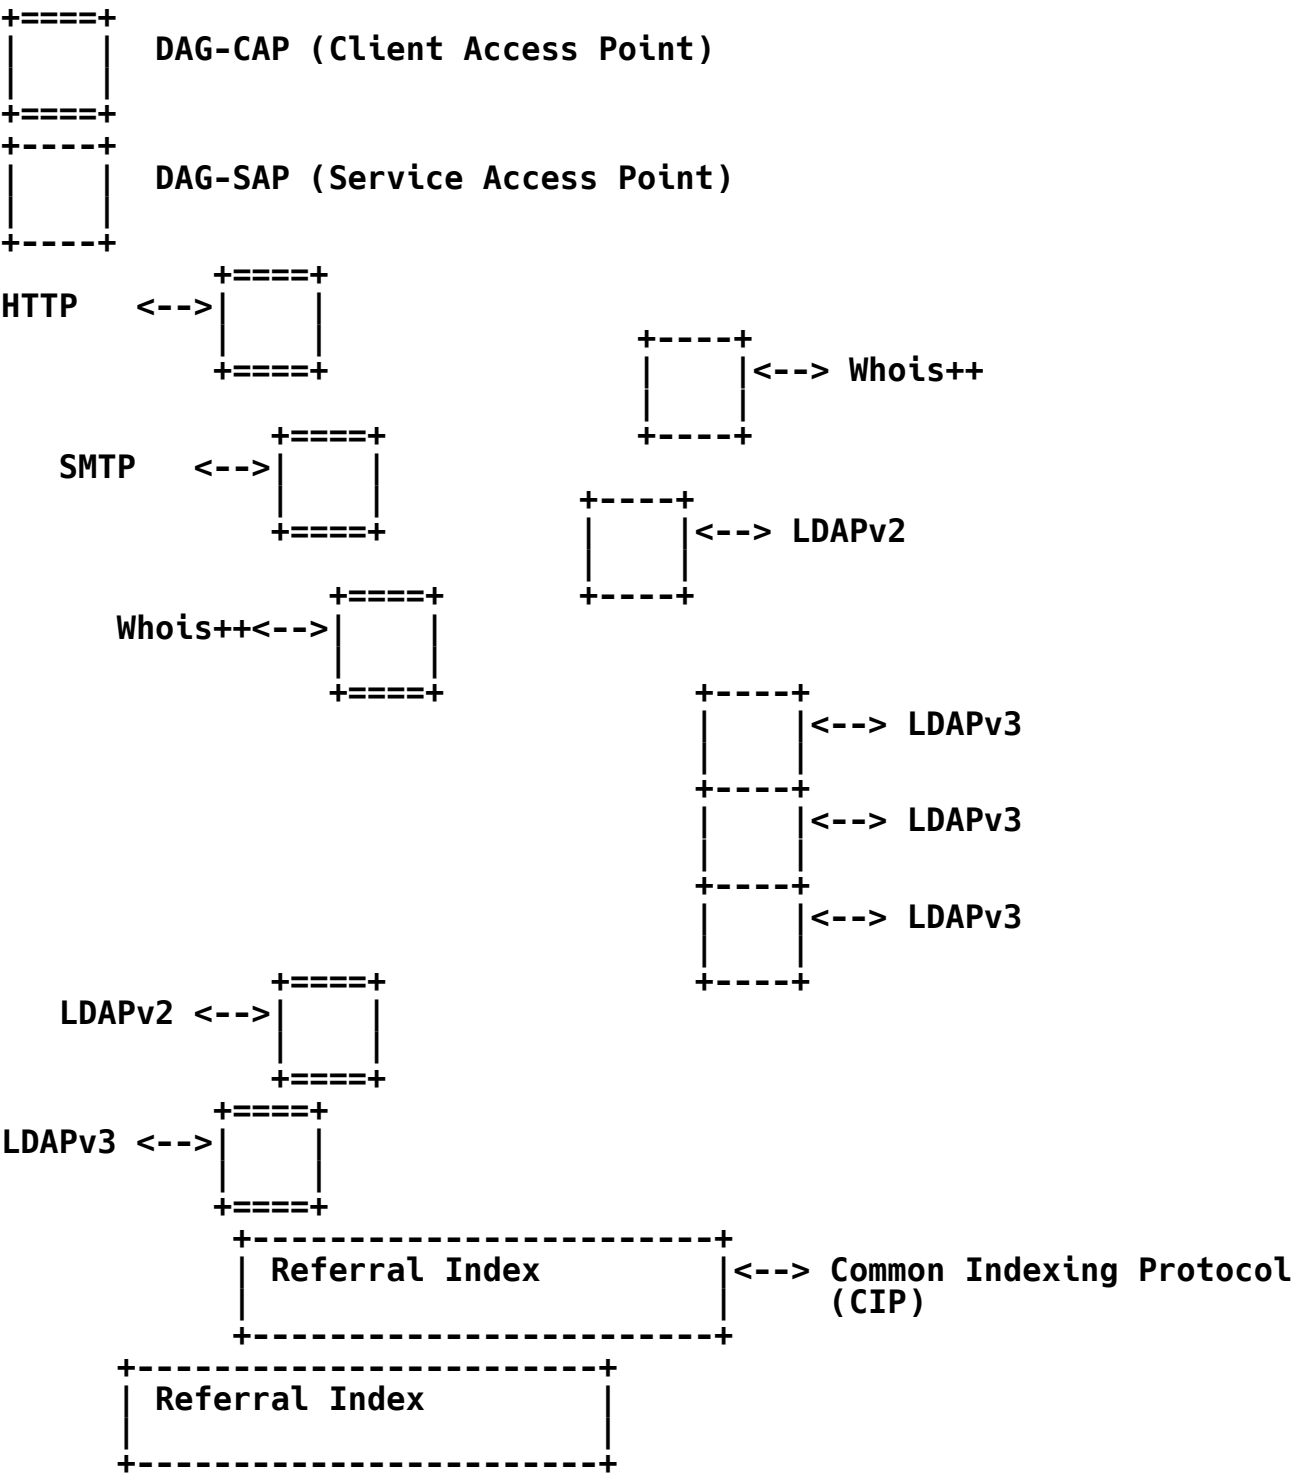 +====+
|    |  DAG-CAP (Client Access Point)
|    |
+====+
+----+
|    |  DAG-SAP (Service Access Point)
|    |
+----+
           +====+
HTTP   <-->|    |
           |    |                +----+
           +====+                |    |<--> Whois++
                                 |    |
              +====+             +----+
   SMTP   <-->|    |
              |    |          +----+
              +====+          |    |<--> LDAPv2
                              |    |
                 +====+       +----+
      Whois++<-->|    |
                 |    |
                 +====+             +----+
                                    |    |<--> LDAPv3
                                    |    |
                                    +----+
                                    |    |<--> LDAPv3
                                    |    |
                                    +----+
                                    |    |<--> LDAPv3
                                    |    |
              +====+                +----+
   LDAPv2 <-->|    |
              |    |
              +====+
           +====+
LDAPv3 <-->|    |
           |    |
           +====+
            +------------------------+
            | Referral Index         |<--> Common Indexing Protocol
            |                        |     (CIP)
            +------------------------+
      +------------------------+
      | Referral Index         |
      |                        |
      +------------------------+